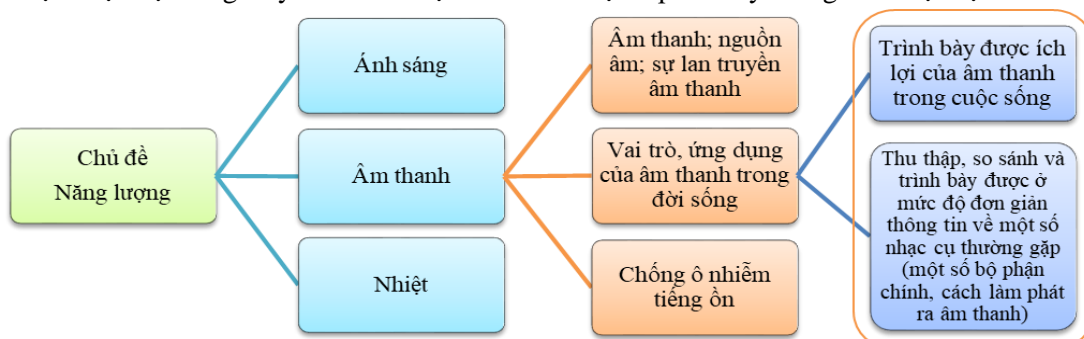 Chủ đề
Năng lượng
Ánh sáng
Âm thanh
Nhiệt
Âm thanh; nguồn
âm; sự lan truyền
âm thanh
Vai trò, ứng dụng
của âm thanh trong
đời sống
Chống ô nhiễm
tiếng ồn
Trình bày được ích
lợi của âm thanh
trong cuộc sống
Thu thập, so sánh và
trình bày được ở
mức độ đơn giản
thông tin về một số
nhạc cụ thường gặp
(một số bộ phận
chính, cách làm phát
ra âm thanh)